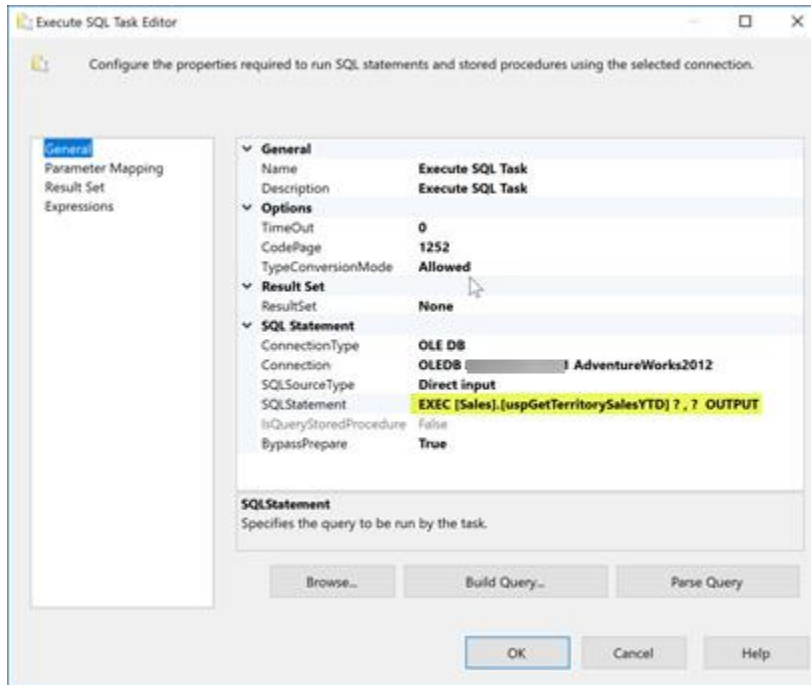 Execute SQL Task Editor
Configure the properties required to run SQL statements and stored procedures using the selected connection.
General
Parameter Mapping
Result Set
Expressions
General
Name Execute SQL Task
Description Execute SQL Task
Options
TimeOut 0
CodePage 1252
TypeConversionMode Allowed
Result Set
ResultSet None
SQL Statement
ConnectionType OLE DB
Connection OLEDB AdventureWorks2012
SQLSourceType Direct input
SQLStatement EXEC [Sales].[uspGetTerritorySalesYTD] ? , ? OUTPUT
IsQueryStoredProcedure False
BypassPrepare True
SQLStatement
Specifies the query to be run by the task.
Browse... Build Query... Parse Query
OK Cancel Help